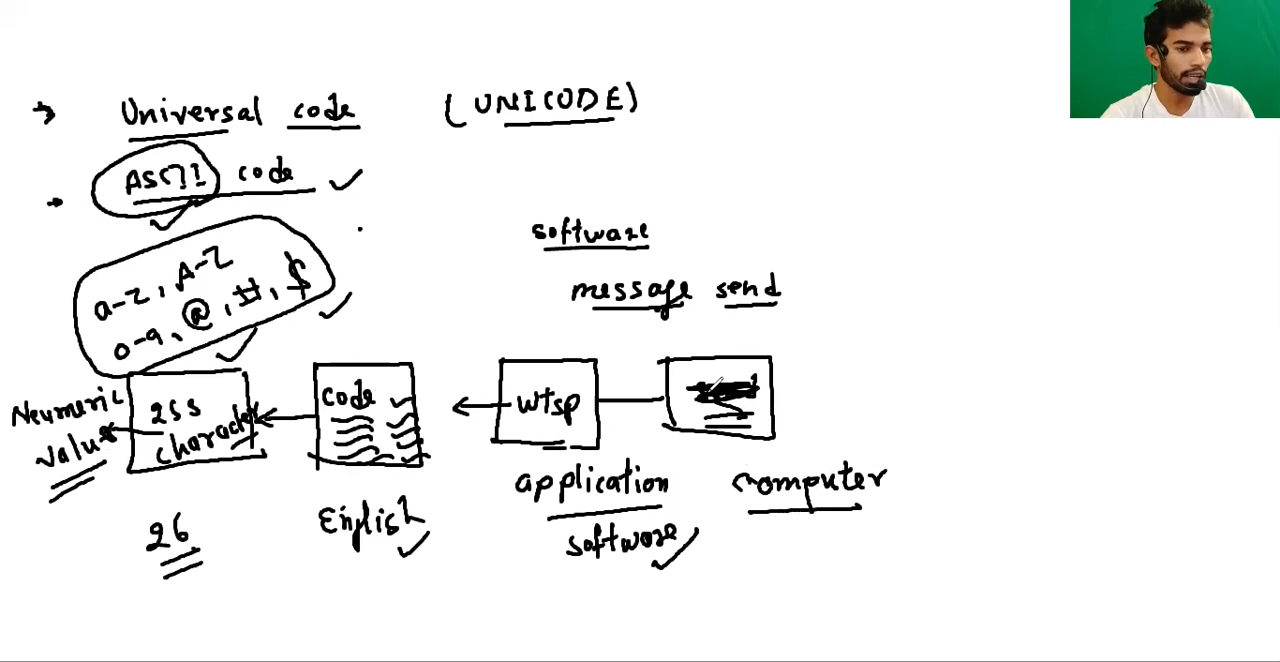 Universal code (UNICODE)
ASCII code
a-z, A-Z
0-9, @, #, $
software
message send
Neumeric
value
255
character
code
wtsp
26
English
application
software
computer